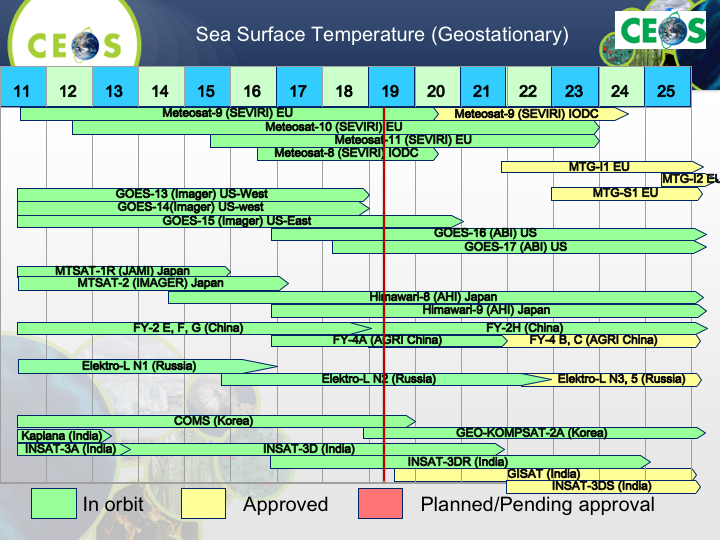 Sea Surface Temperature (Geostationary)
CEOS
CEOS
11 12 13 14 15 16 17 18 19 20 21 22 23 24 25
Meteosat-9 (SEVIRI) EU
Meteosat-9 (SEVIRI) IODC
Meteosat-10 (SEVIRI) EU
Meteosat-11 (SEVIRI) EU
Meteosat-8 (SEVIRI) IODC
MTG-I1 EU
MTG-I2 EU
MTG-S1 EU
GOES-13 (Imager) US-West
GOES-14(Imager) US-west
GOES-15 (Imager) US-East
GOES-16 (ABI) US
GOES-17 (ABI) US
MTSAT-1R (JAMI) Japan
MTSAT-2 (IMAGER) Japan
Himawari-8 (AHI) Japan
Himawari-9 (AHI) Japan
FY-2 E, F, G (China)
FY-2H (China)
FY-4A (AGRI China)
FY-4 B, C (AGRI China)
Elektro-L N1 (Russia)
Elektro-L N2 (Russia)
Elektro-L N3, 5 (Russia)
COMS (Korea)
GEO-KOMPSAT-2A (Korea)
Kaplana (India)
INSAT-3A (India)
INSAT-3D (India)
INSAT-3DR (India)
GISAT (India)
INSAT-3DS (India)
In orbit
Approved
Planned/Pending approval